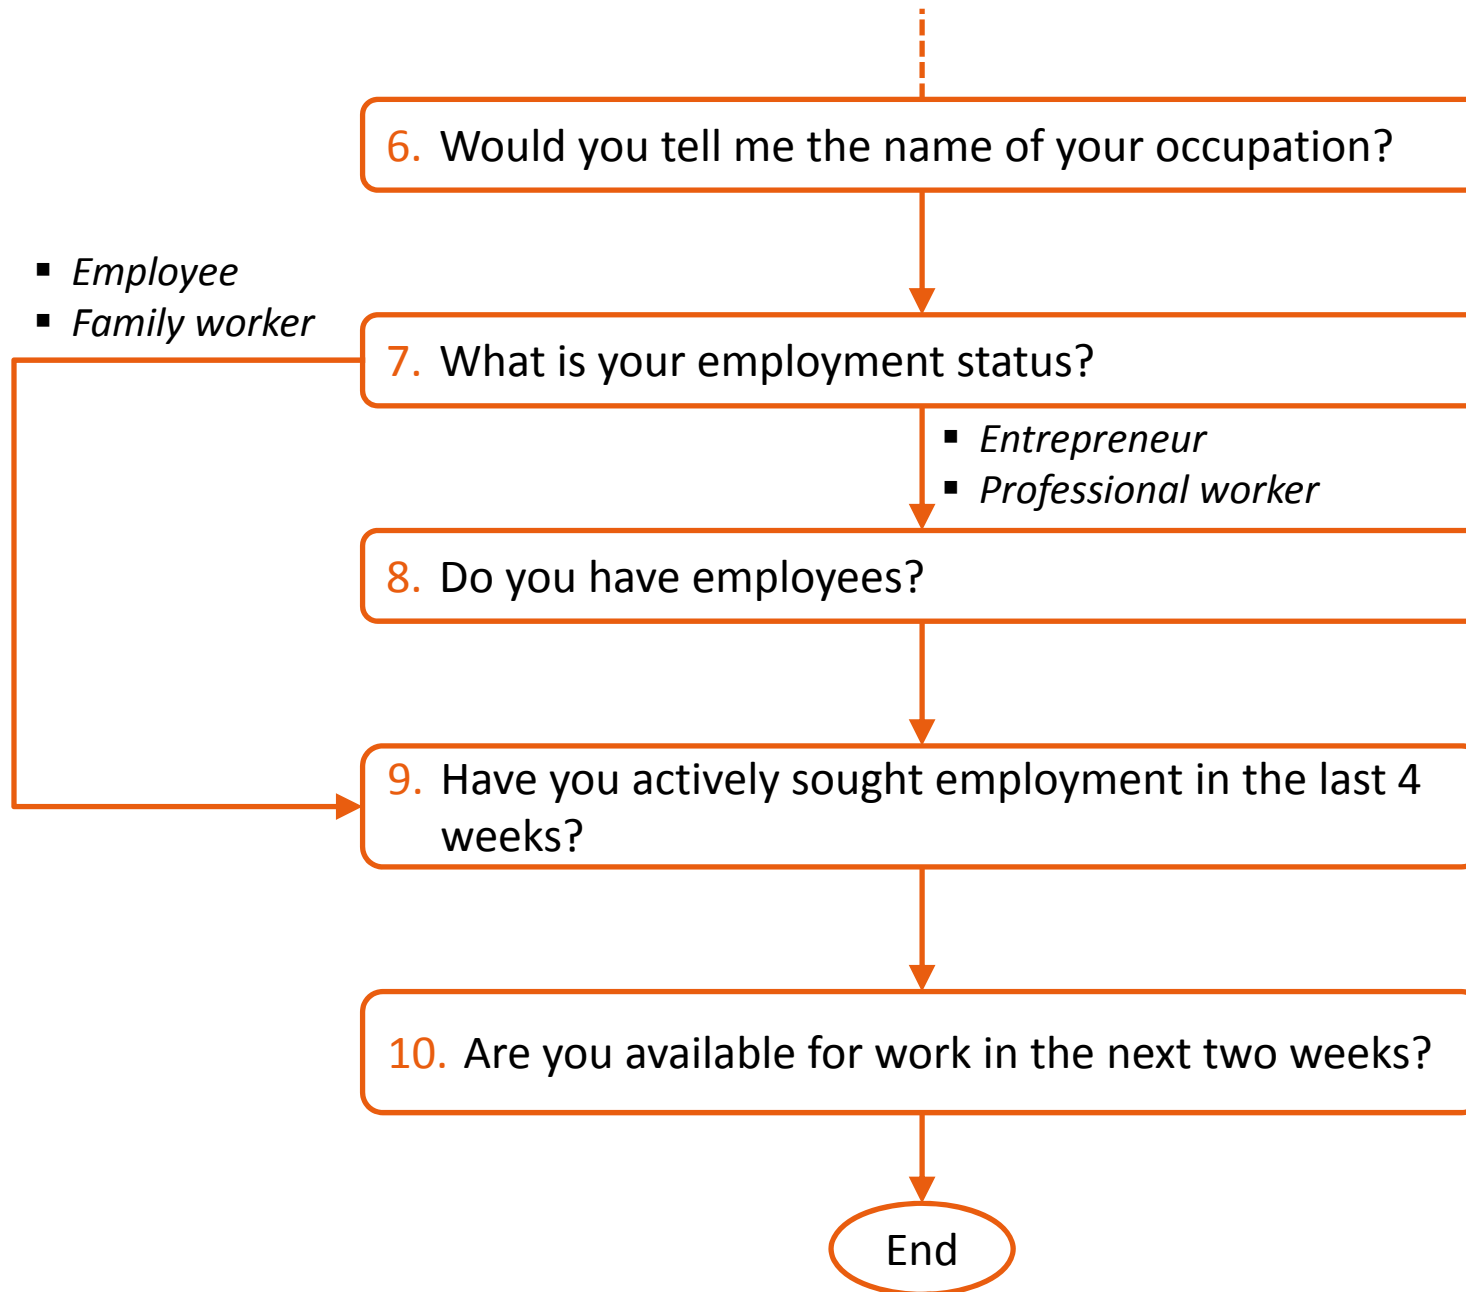 6. Would you tell me the name of your occupation?
▪ Employee
▪ Family worker
7. What is your employment status?
▪ Entrepreneur
▪ Professional worker
8. Do you have employees?
9. Have you actively sought employment in the last 4
weeks?
10. Are you available for work in the next two weeks?
End